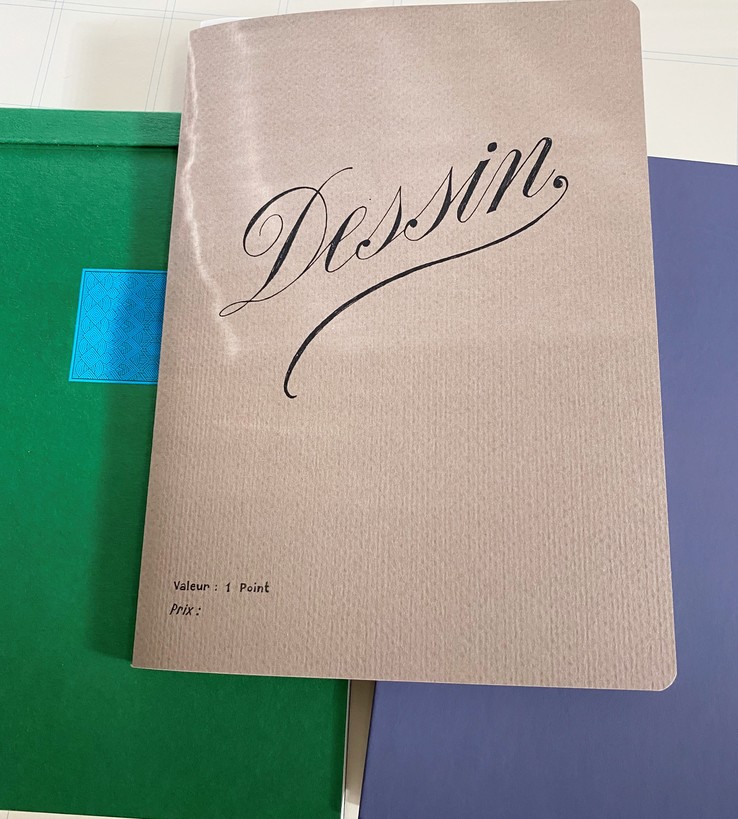 Dessin.
Valeur : 1 Point
Prix :